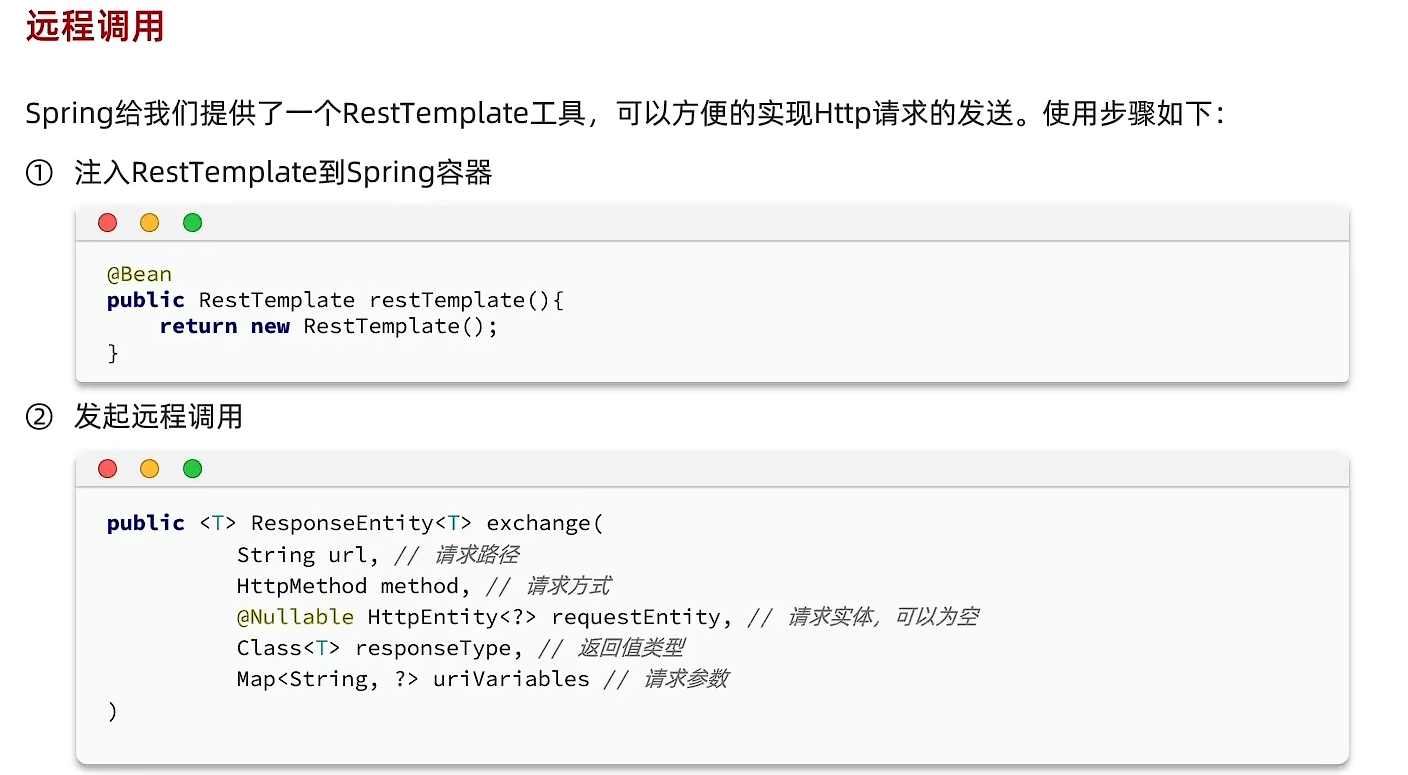 远程调用
Spring给我们提供了一个RestTemplate工具，可以方便的实现Http请求的发送。使用步骤如下：
① 注入RestTemplate到Spring容器
@Bean
public RestTemplate restTemplate(){
    return new RestTemplate();
}
② 发起远程调用
public <T> ResponseEntity<T> exchange(
          String url, // 请求路径
          HttpMethod method, // 请求方式
          @Nullable HttpEntity<?> requestEntity, // 请求实体，可以为空
          Class<T> responseType, // 返回值类型
          Map<String, ?> uriVariables // 请求参数
)